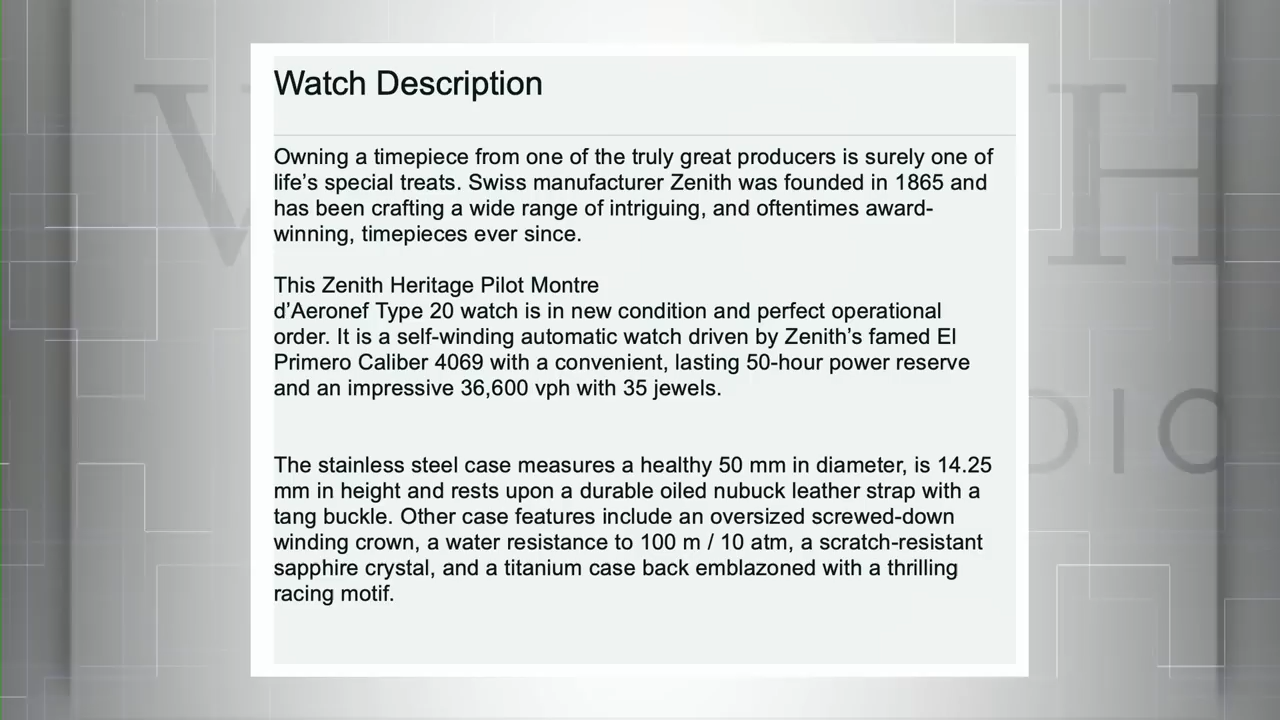 Watch Description
Owning a timepiece from one of the truly great producers is surely one of
life’s special treats. Swiss manufacturer Zenith was founded in 1865 and
has been crafting a wide range of intriguing, and oftentimes award-
winning, timepieces ever since.
This Zenith Heritage Pilot Montre
d’Aeronef Type 20 watch is in new condition and perfect operational
order. It is a self-winding automatic watch driven by Zenith’s famed El
Primero Caliber 4069 with a convenient, lasting 50-hour power reserve
and an impressive 36,600 vph with 35 jewels.
The stainless steel case measures a healthy 50 mm in diameter, is 14.25
mm in height and rests upon a durable oiled nubuck leather strap with a
tang buckle. Other case features include an oversized screwed-down
winding crown, a water resistance to 100 m / 10 atm, a scratch-resistant
sapphire crystal, and a titanium case back emblazoned with a thrilling
racing motif.